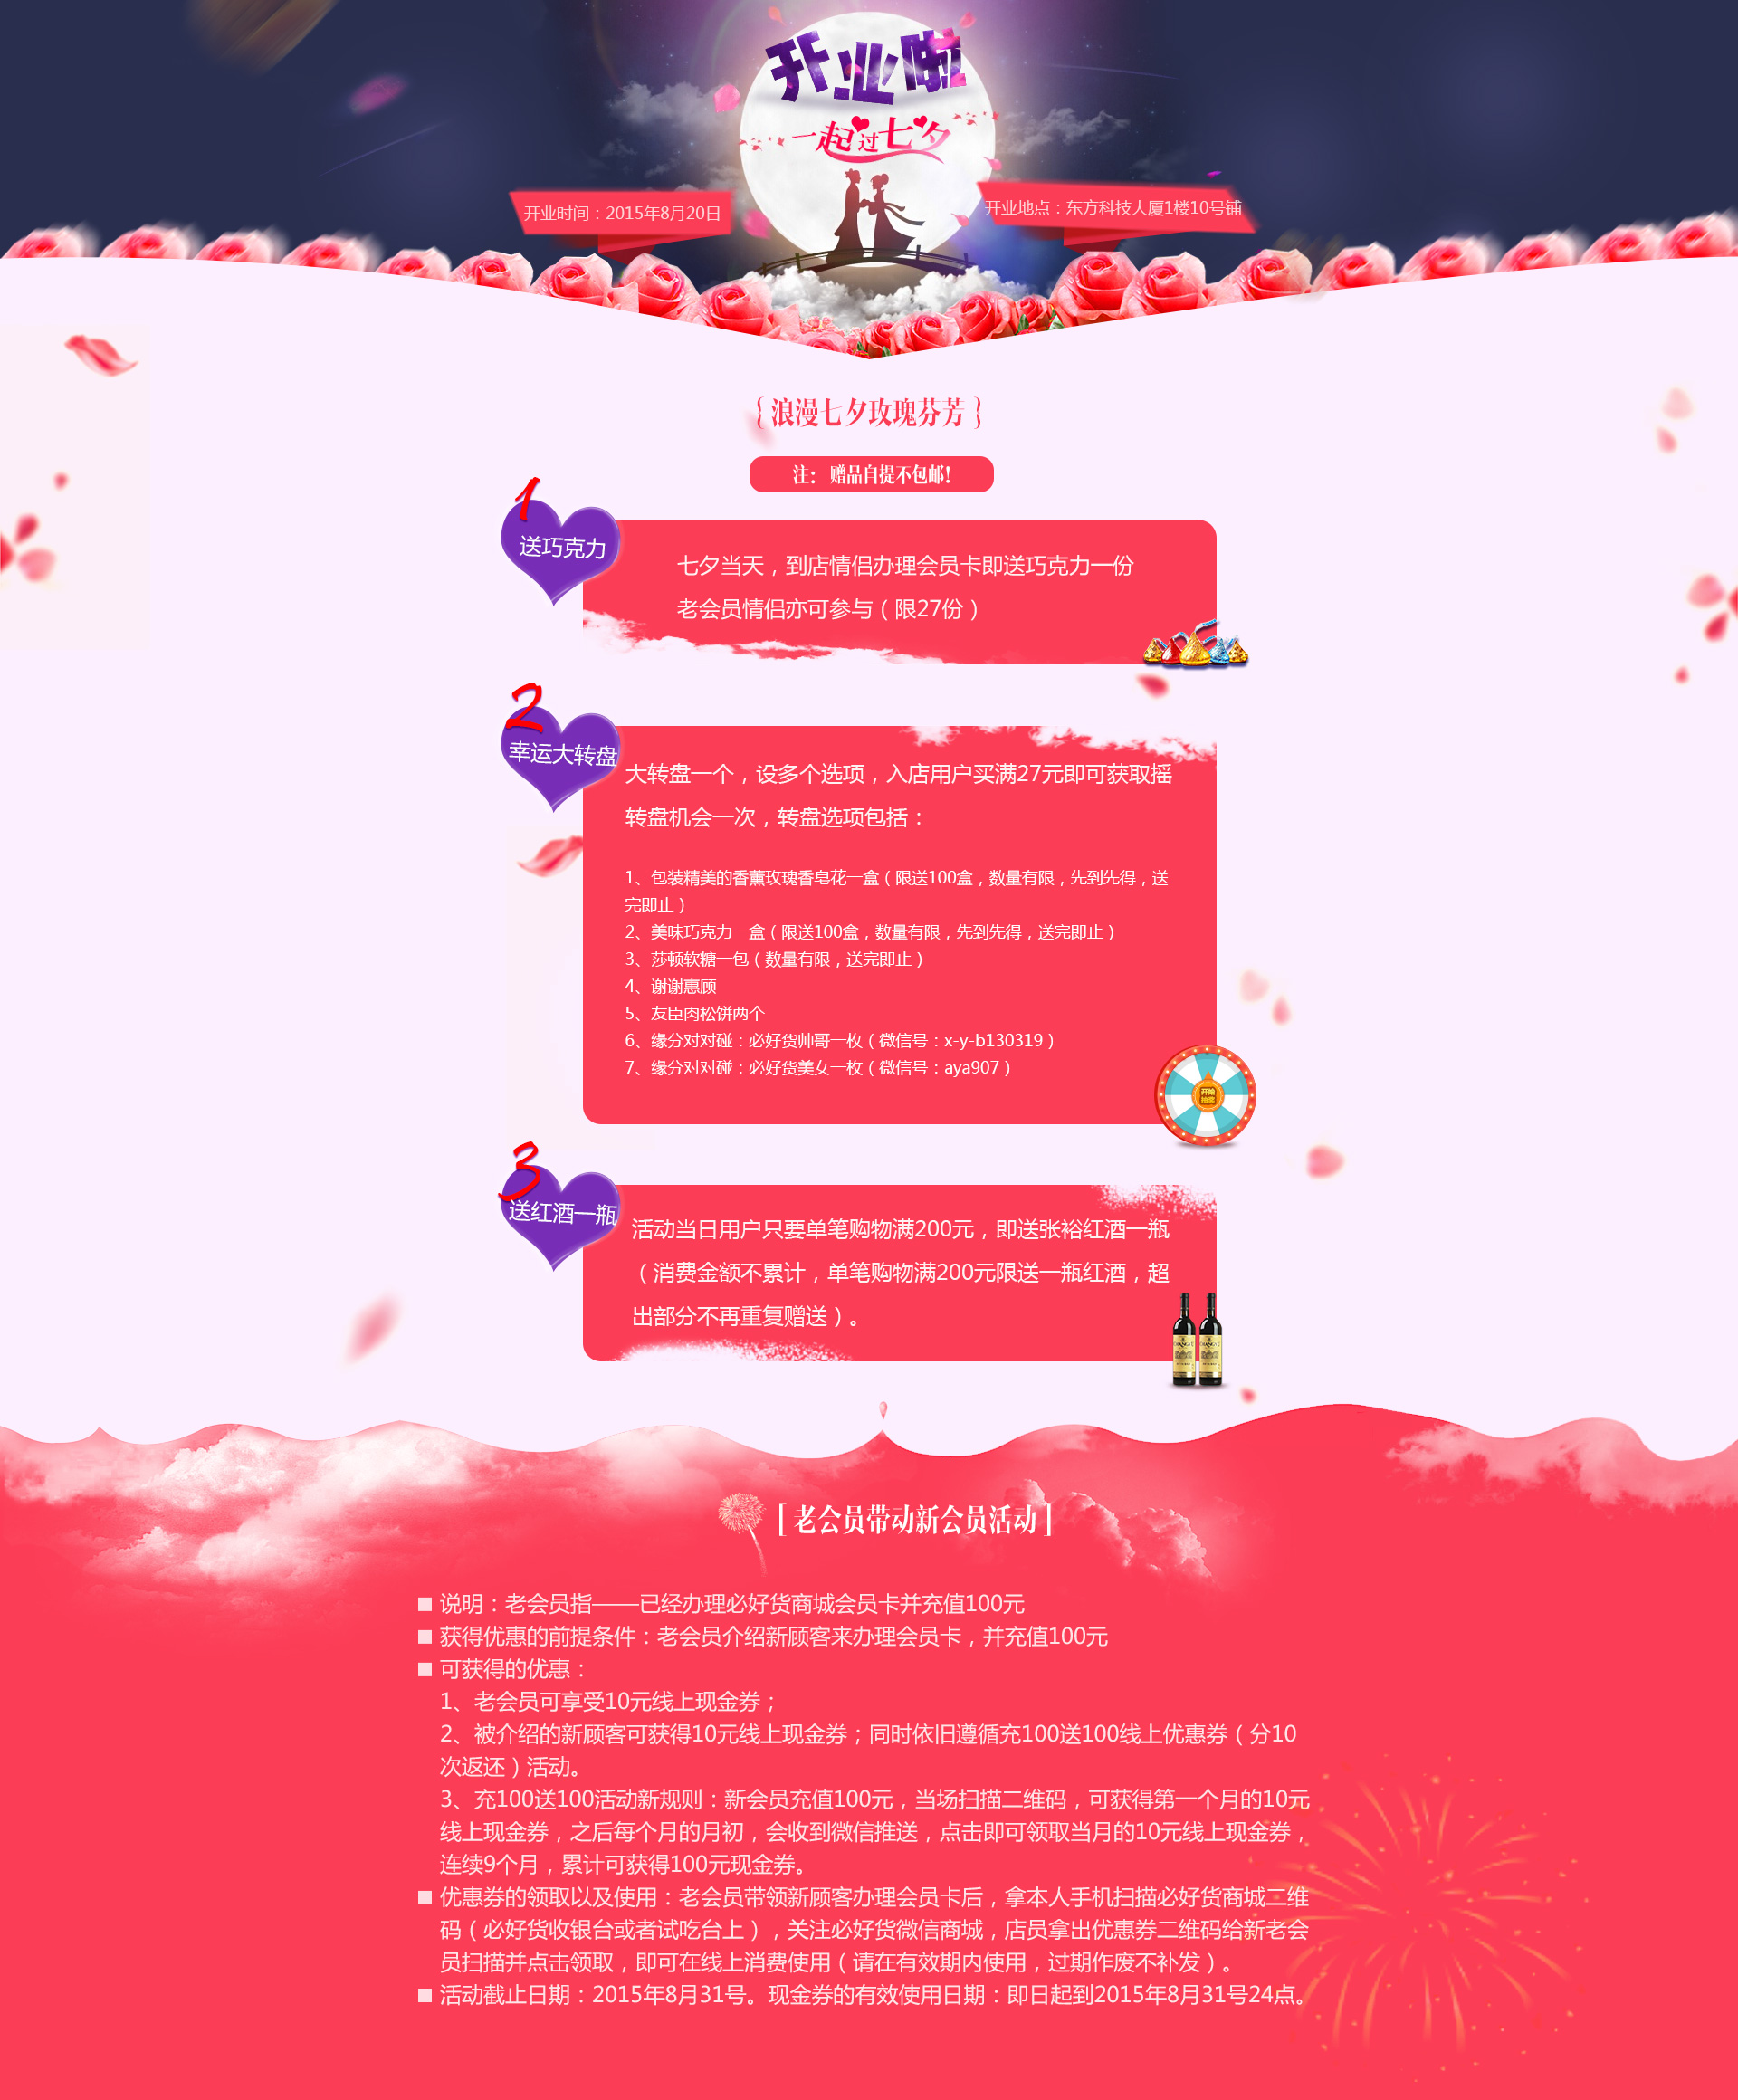 开业啦
一起过七夕
开业时间：2015年8月20日
开业地点：东方科技大厦1楼10号铺
{ 浪漫七夕玫瑰芬芳 }
注： 赠品自提不包邮！
1
送巧克力
七夕当天，到店情侣办理会员卡即送巧克力一份
老会员情侣亦可参与（限27份）
2
幸运大转盘
大转盘一个，设多个选项，入店用户买满27元即可获取摇
转盘机会一次，转盘选项包括：
1、包装精美的香薰玫瑰香皂花一盒（限送100盒，数量有限，先到先得，送
完即止）
2、美味巧克力一盒（限送100盒，数量有限，先到先得，送完即止）
3、莎顿软糖一包（数量有限，送完即止）
4、谢谢惠顾
5、友臣肉松饼两个
6、缘分对对碰：必好货帅哥一枚（微信号：x-y-b130319）
7、缘分对对碰：必好货美女一枚（微信号：aya907）
开始
抽奖
3
送红酒一瓶
活动当日用户只要单笔购物满200元，即送张裕红酒一瓶
（消费金额不累计，单笔购物满200元限送一瓶红酒，超
出部分不再重复赠送）。
[ 老会员带动新会员活动 ]
■ 说明：老会员指——已经办理必好货商城会员卡并充值100元
■ 获得优惠的前提条件：老会员介绍新顾客来办理会员卡，并充值100元
■ 可获得的优惠：
1、老会员可享受10元线上现金券；
2、被介绍的新顾客可获得10元线上现金券；同时依旧遵循充100送100线上优惠券（分10
次返还）活动。
3、充100送100活动新规则：新会员充值100元，当场扫描二维码，可获得第一个月的10元
线上现金券，之后每个月的月初，会收到微信推送，点击即可领取当月的10元线上现金券，
连续9个月，累计可获得100元现金券。
■ 优惠券的领取以及使用：老会员带领新顾客办理会员卡后，拿本人手机扫描必好货商城二维
码（必好货收银台或者试吃台上），关注必好货微信商城，店员拿出优惠券二维码给新老会
员扫描并点击领取，即可在线上消费使用（请在有效期内使用，过期作废不补发）。
■ 活动截止日期：2015年8月31号。现金券的有效使用日期：即日起到2015年8月31号24点。